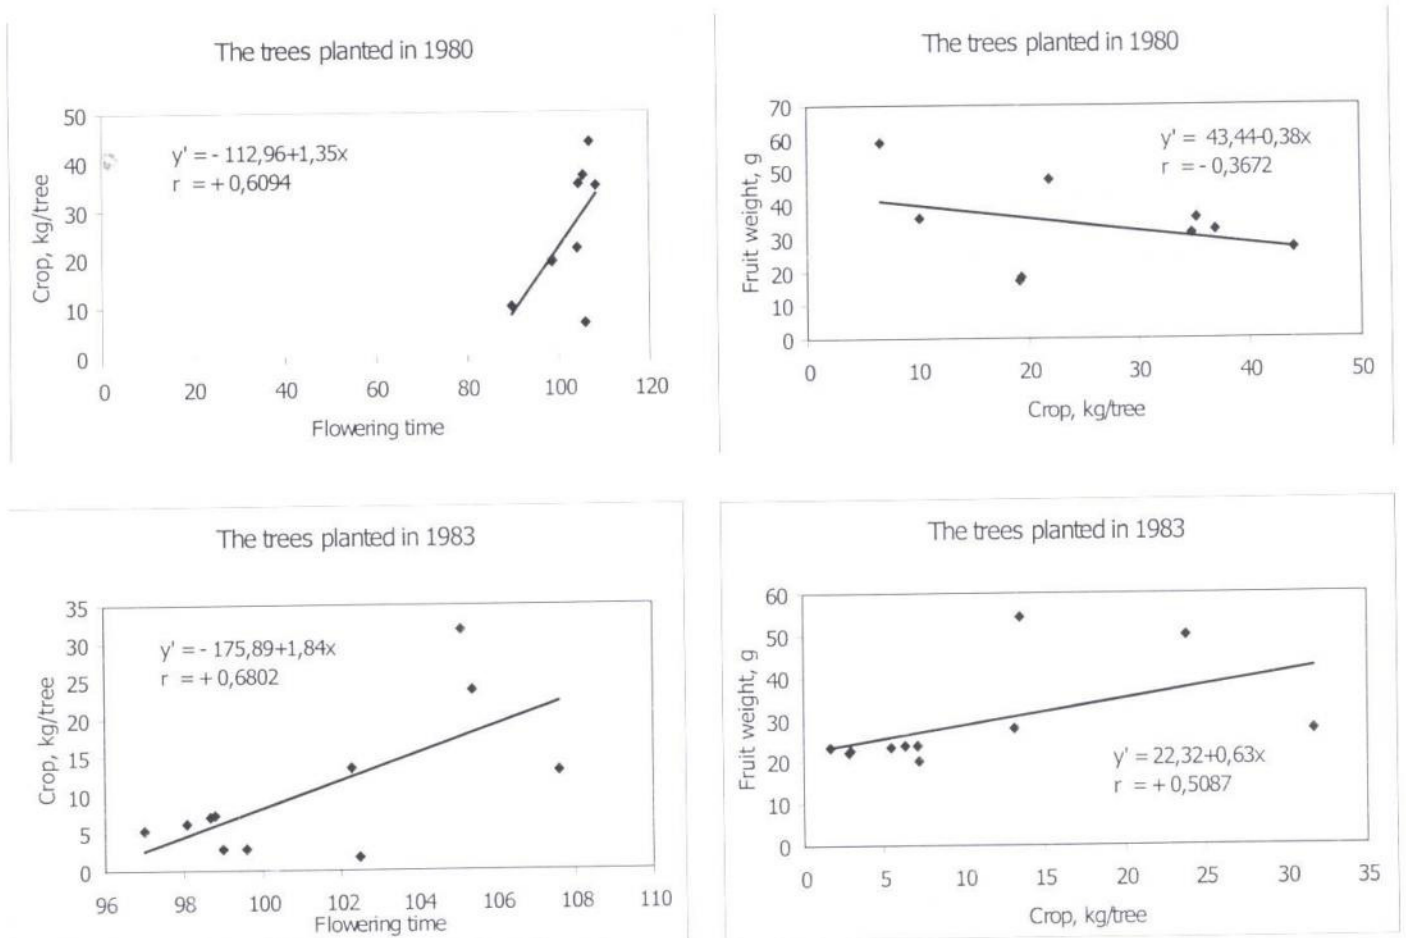 The trees planted in 1980
y' = - 112,96+1,35x
r = + 0,6094
Crop, kg/tree
50
40
30
20
10
0
0 20 40 60 80 100 120
Flowering time
The trees planted in 1980
y' = 43,44-0,38x
r = - 0,3672
Fruit weight, g
70
60
50
40
30
20
10
0
0 10 20 30 40 50
Crop, kg/tree
The trees planted in 1983
y' = - 175,89+1,84x
r = + 0,6802
Crop, kg/tree
35
30
25
20
15
10
5
0
96 98 100 102 104 106 108 110
Flowering time
The trees planted in 1983
Fruit weight, g
60
50
40
30
20
10
0
y' = 22,32+0,63x
r = + 0,5087
0 5 10 15 20 25 30 35
Crop, kg/tree